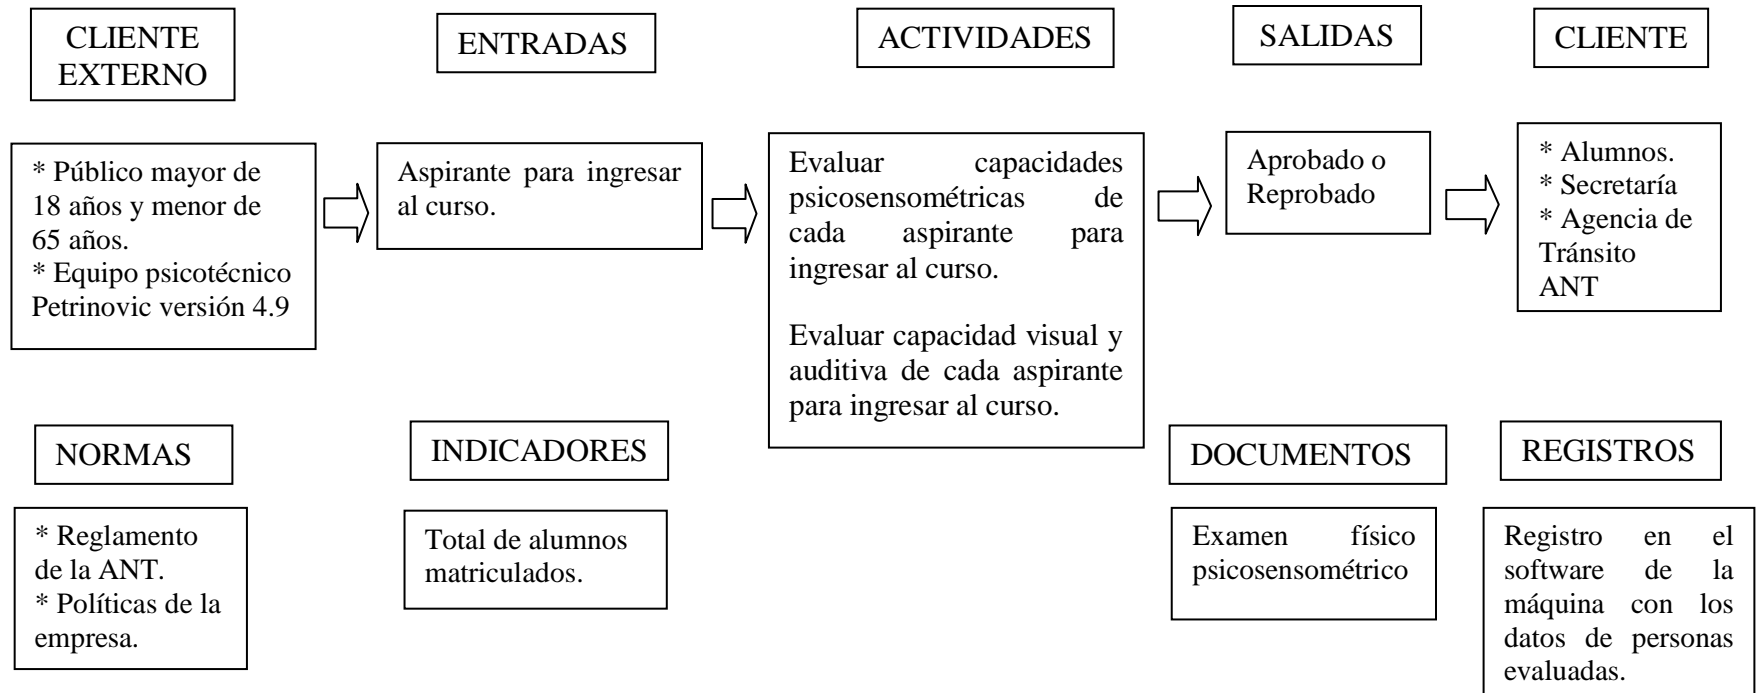 CLIENTE
EXTERNO
ENTRADAS
ACTIVIDADES
SALIDAS
CLIENTE
* Público mayor de
18 años y menor de
65 años.
* Equipo psicotécnico
Petrinovic versión 4.9
Aspirante para ingresar
al curso.
Evaluar capacidades
psicosensométricas de
cada aspirante para
ingresar al curso.
Evaluar capacidad visual y
auditiva de cada aspirante
para ingresar al curso.
Aprobado o
Reprobado
* Alumnos.
* Secretaría
* Agencia de
Tránsito
ANT
NORMAS
INDICADORES
DOCUMENTOS
REGISTROS
* Reglamento
de la ANT.
* Políticas de la
empresa.
Total de alumnos
matriculados.
Examen físico
psicosensométrico
Registro en el
software de la
máquina con los
datos de personas
evaluadas.